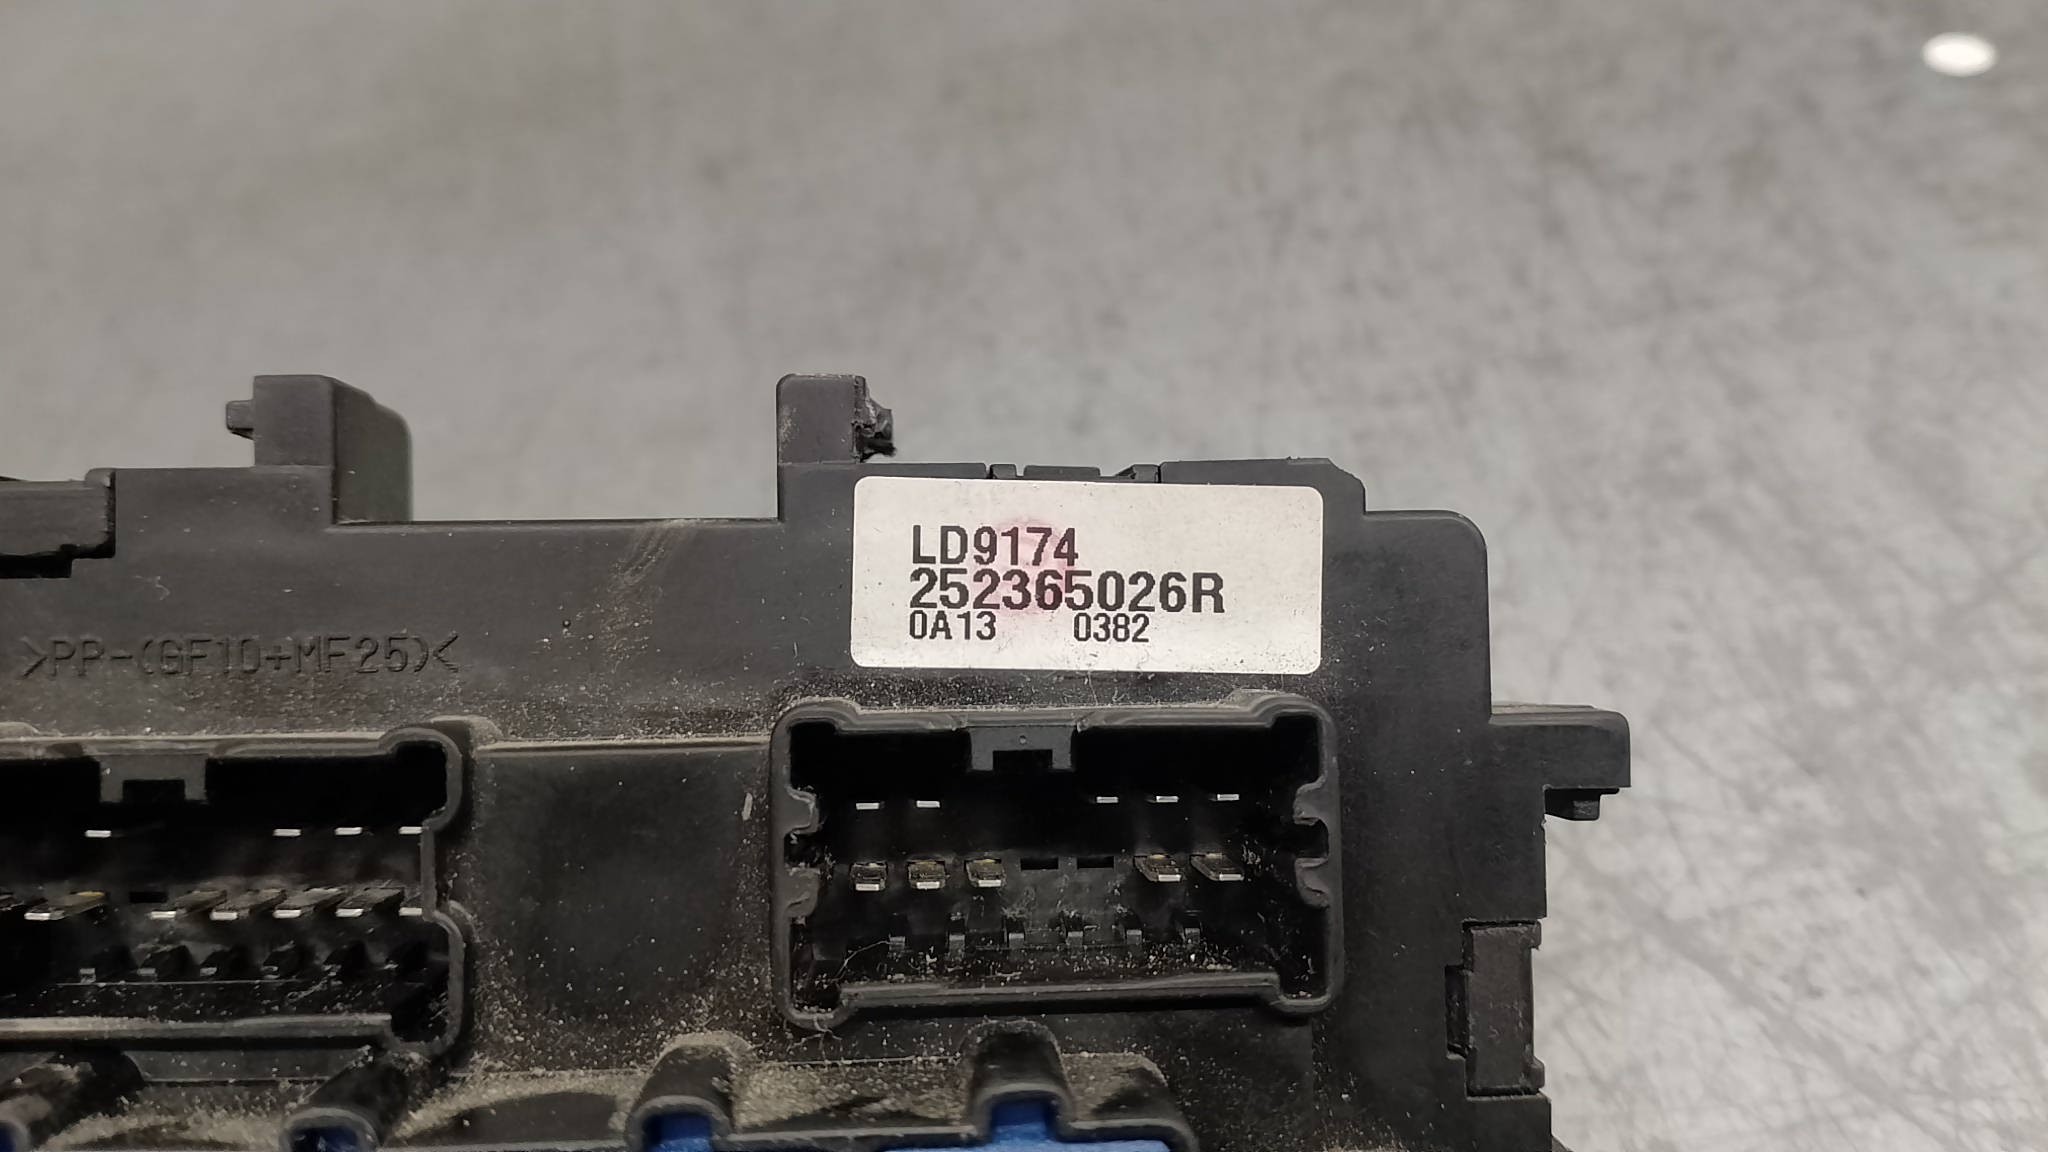 LD9174
252365026R
0A13 0382
>PP-(GF10+MF25)<